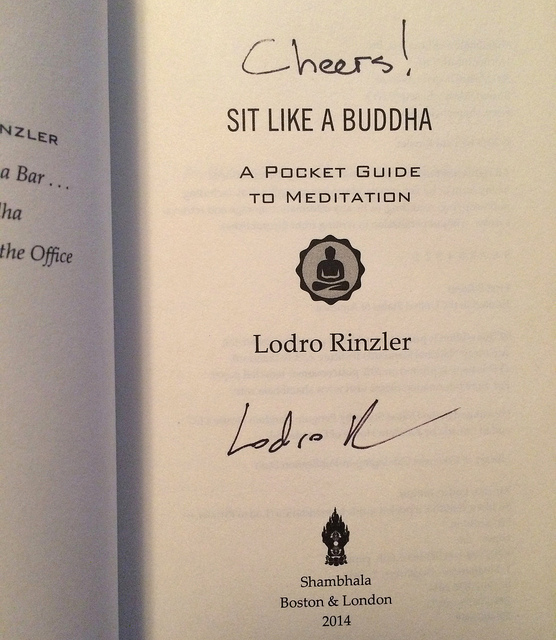 NZLER
a Bar . . .
ha
the Office
Cheers!
SIT LIKE A BUDDHA
A POCKET GUIDE
TO MEDITATION
Lodro Rinzler
Lodro R
Shambhala
Boston & London
2014